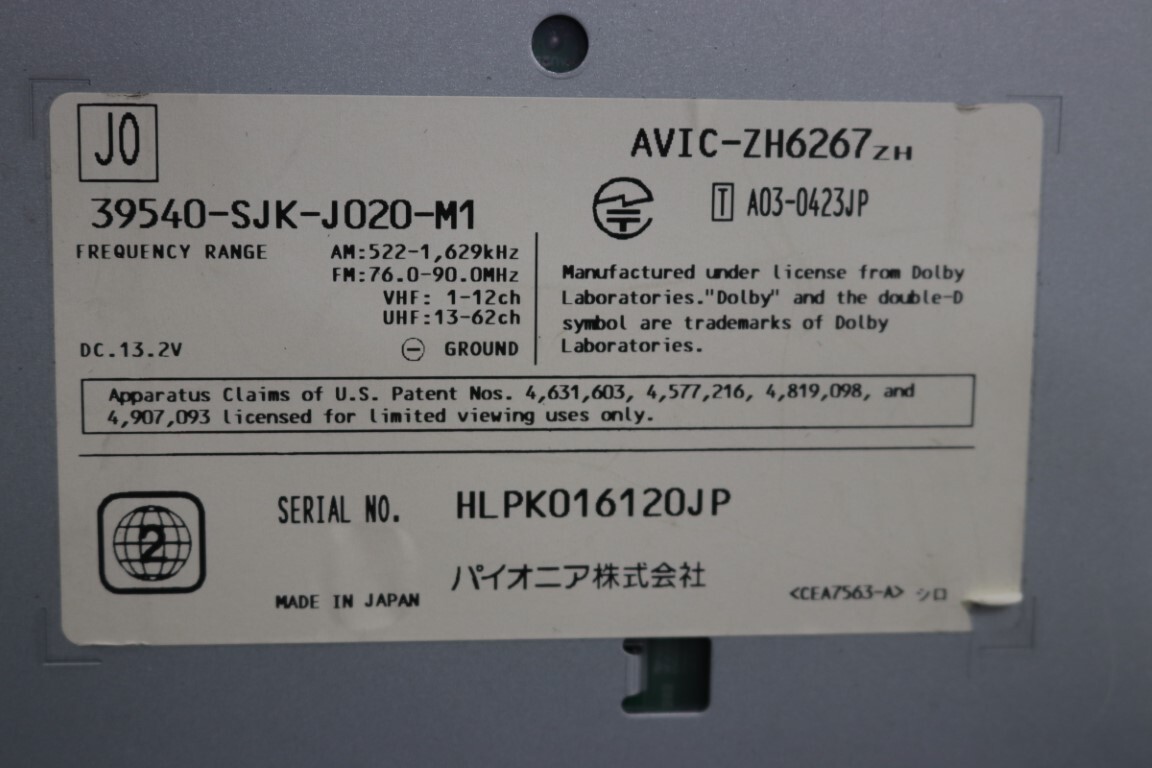 J0
AVIC-ZH6267ZH
39540-SJK-J020-M1
T A03-0423JP
FREQUENCY RANGE AM:522-1,629kHz
FM:76.0-90.0MHz
VHF: 1-12ch
UHF:13-62ch
DC.13.2V ⊖ GROUND
Manufactured under license from Dolby
Laboratories."Dolby" and the double-D
symbol are trademarks of Dolby
Laboratories.
Apparatus Claims of U.S. Patent Nos. 4,631,603, 4,577,216, 4,819,098, and
4,907,093 licensed for limited viewing uses only.
2
SERIAL NO. HLPK016120JP
パイオニア株式会社
MADE IN JAPAN
<CEA7563-A> シロ